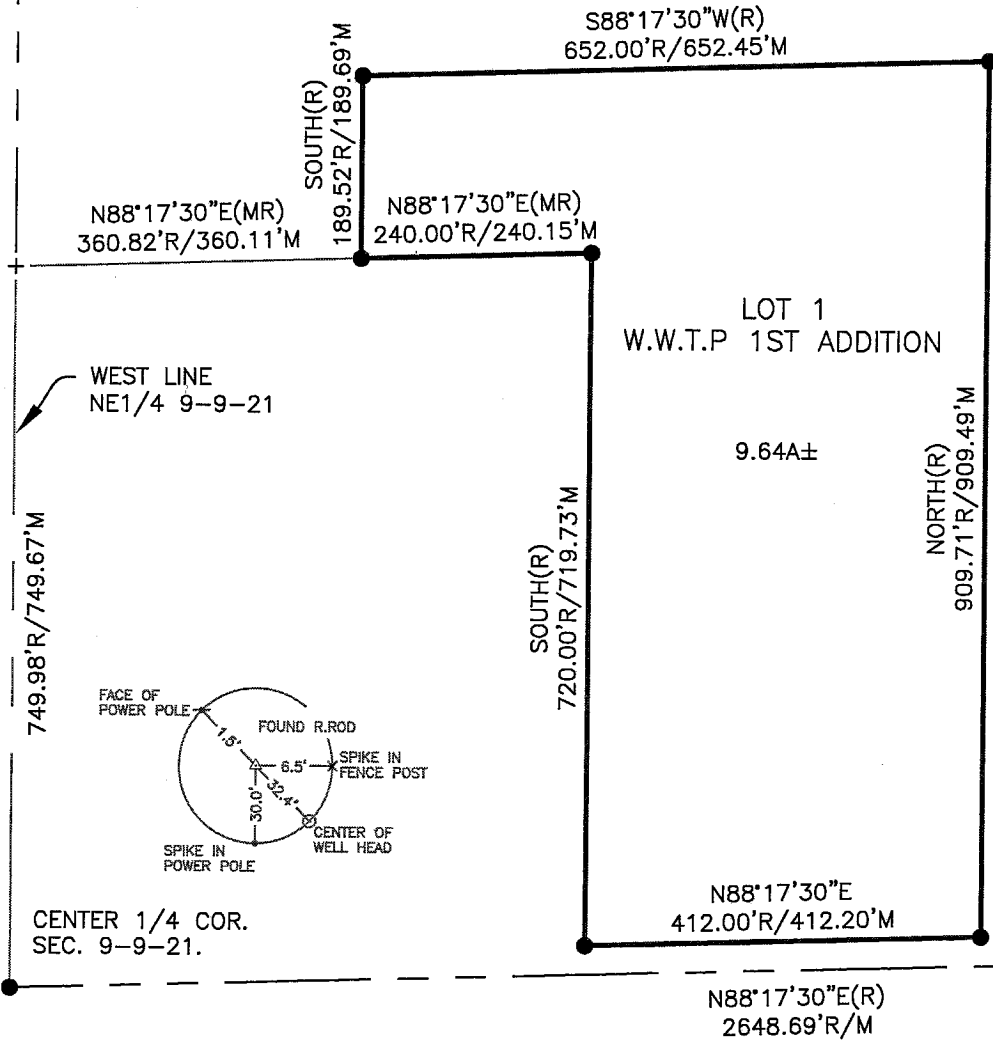 S88°17'30"W(R)
652.00'R/652.45'M
SOUTH(R)
189.52'R/189.69'M
N88°17'30"E(MR)
360.82'R/360.11'M
N88°17'30"E(MR)
240.00'R/240.15'M
LOT 1
W.W.T.P 1ST ADDITION
9.64A±
WEST LINE
NE1/4 9-9-21
749.98'R/749.67'M
SOUTH(R)
720.00'R/719.73'M
NORTH(R)
909.71'R/909.49'M
FACE OF
POWER POLE
FOUND R.ROD
1.5'
6.5'
SPIKE IN
FENCE POST
30.0'
32.4'
CENTER OF
WELL HEAD
SPIKE IN
POWER POLE
CENTER 1/4 COR.
SEC. 9-9-21.
N88°17'30"E
412.00'R/412.20'M
N88°17'30"E(R)
2648.69'R/M